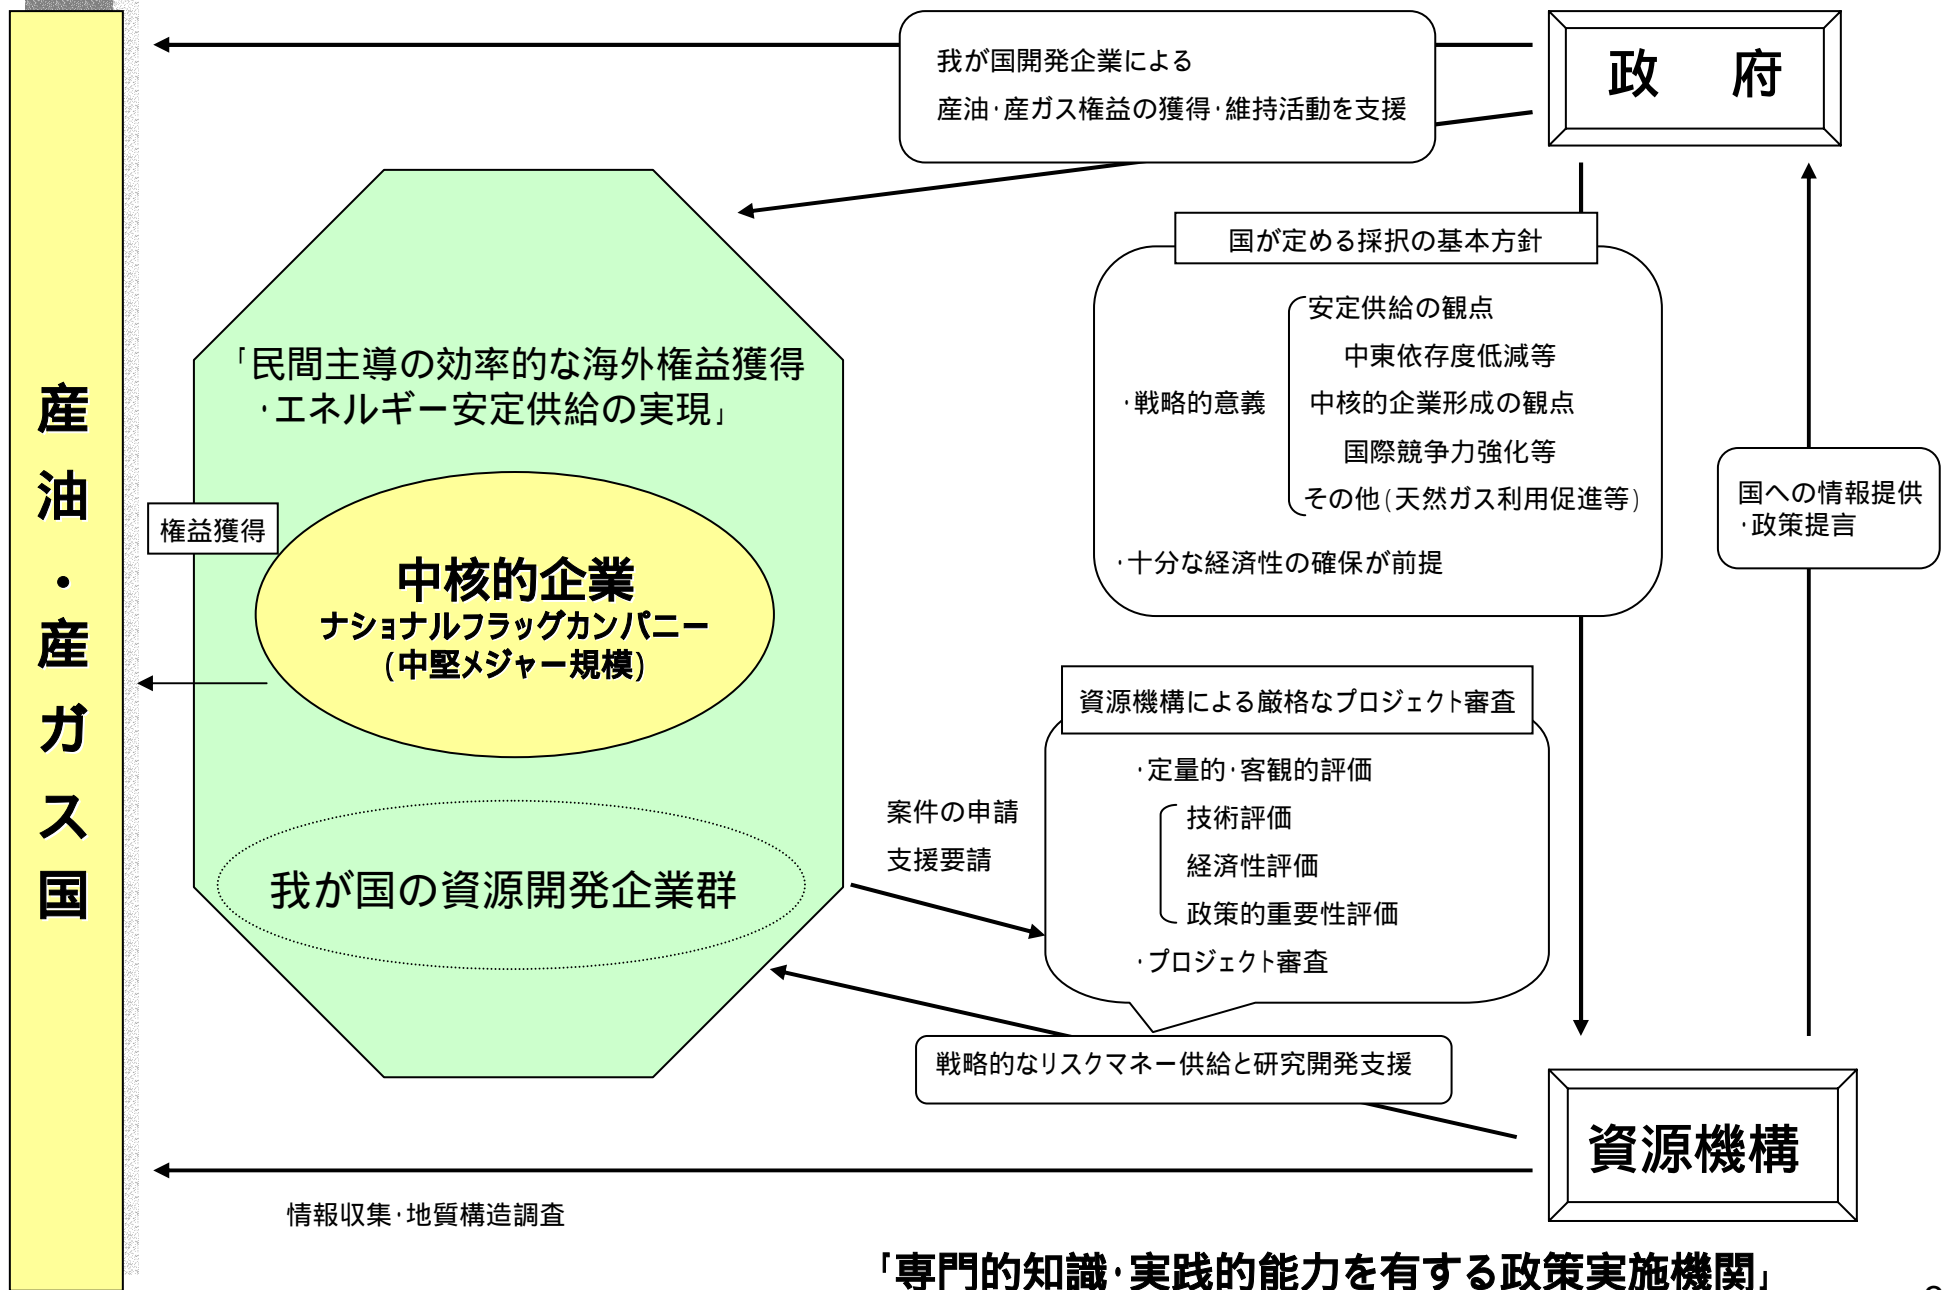 産油・産ガス国
我が国開発企業による
産油・産ガス権益の獲得・維持活動を支援
政　府
「民間主導の効率的な海外権益獲得
・エネルギー安定供給の実現」
権益獲得
中核的企業
ナショナルフラッグカンパニー
(中堅メジャー規模)
我が国の資源開発企業群
国が定める採択の基本方針
・戦略的意義
安定供給の観点
中東依存度低減等
中核的企業形成の観点
国際競争力強化等
その他(天然ガス利用促進等)
・十分な経済性の確保が前提
国への情報提供
・政策提言
案件の申請
支援要請
資源機構による厳格なプロジェクト審査
・定量的・客観的評価
技術評価
経済性評価
政策的重要性評価
・プロジェクト審査
戦略的なリスクマネー供給と研究開発支援
資源機構
情報収集・地質構造調査
「専門的知識・実践的能力を有する政策実施機関」